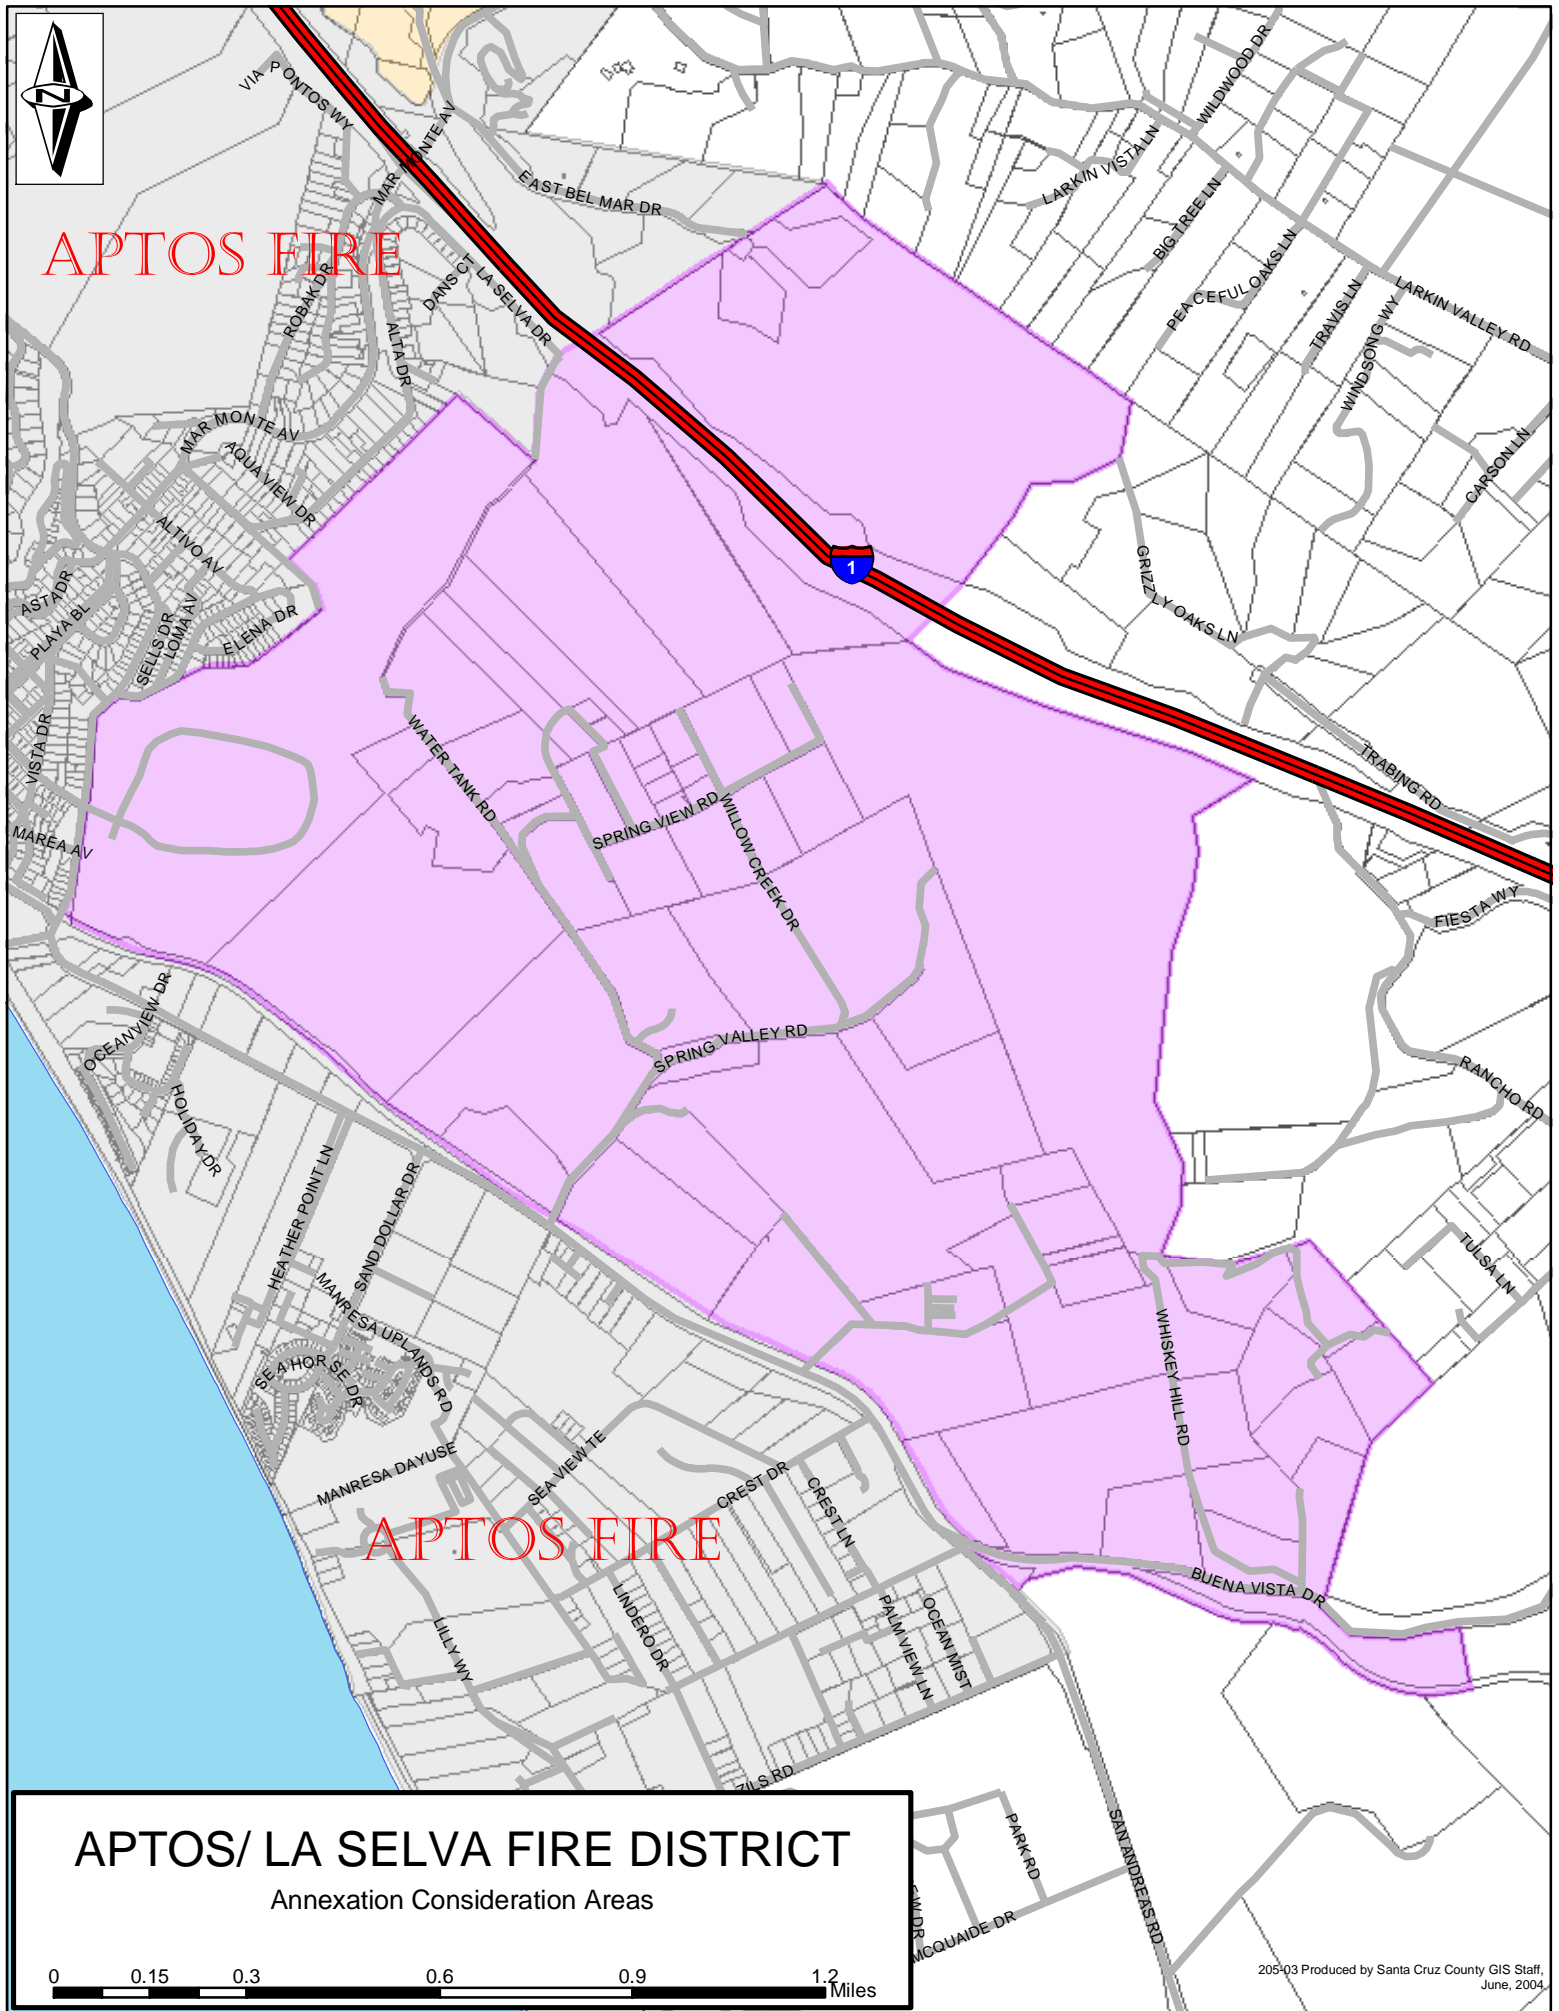 N
VIA PONTOS WY
MAR MONTE AV
EAST BEL MAR DR
WILDWOOD DR
LARKIN VISTA LN
BIG TREE LN
PEACEFUL OAKS LN
TRAVIS LN
WINDSONG WY
LARKIN VALLEY RD
CARSON LN
APTOS FIRE
ROBAK DR
DANS CT
LA SELVA DR
ALTA DR
MAR MONTE AV
AQUA VIEW DR
ALTIVO AV
ASTA DR
PLAYA BL
SELLS DR
LOMA AV
ELENA DR
VISTA DR
MAREA AV
1
GRIZZLY OAKS LN
TRABING RD
FIESTA WY
RANCHO RD
TULSA LN
WATER TANK RD
SPRING VIEW RD
WILLOW CREEK DR
SPRING VALLEY RD
OCEANVIEW DR
HOLIDAY DR
HEATHER POINT LN
SAND DOLLAR DR
MANRESA UPLANDS RD
SEA HORSE DR
MANRESA DAYUSE
SEA VIEW TE
CREST DR
CREST LN
WHISKEY HILL RD
BUENA VISTA DR
APTOS FIRE
LINDERO DR
LILLY WY
PALM VIEW LN
OCEAN MIST
ZILS RD
PARK RD
EW DR
MCQUAIDE DR
SAN ANDREAS RD
APTOS/ LA SELVA FIRE DISTRICT
Annexation Consideration Areas
0 0.15 0.3 0.6 0.9 1.2
Miles
205-03 Produced by Santa Cruz County GIS Staff,
June, 2004